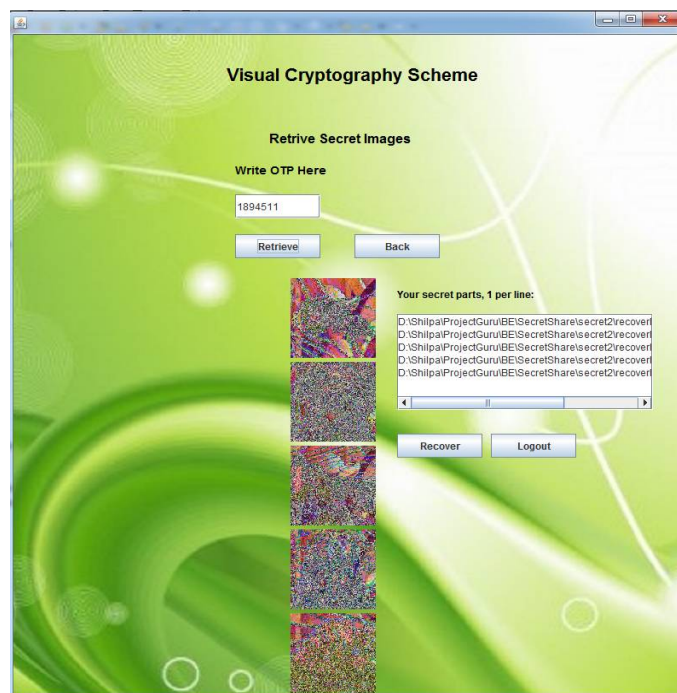 Visual Cryptography Scheme
Retrive Secret Images
Write OTP Here
1894511
Retrieve Back
Your secret parts, 1 per line:
D:\Shilpa\ProjectGuru\BE\SecretShare\secret2\recover
D:\Shilpa\ProjectGuru\BE\SecretShare\secret2\recover
D:\Shilpa\ProjectGuru\BE\SecretShare\secret2\recover
D:\Shilpa\ProjectGuru\BE\SecretShare\secret2\recover
D:\Shilpa\ProjectGuru\BE\SecretShare\secret2\recover
Recover Logout